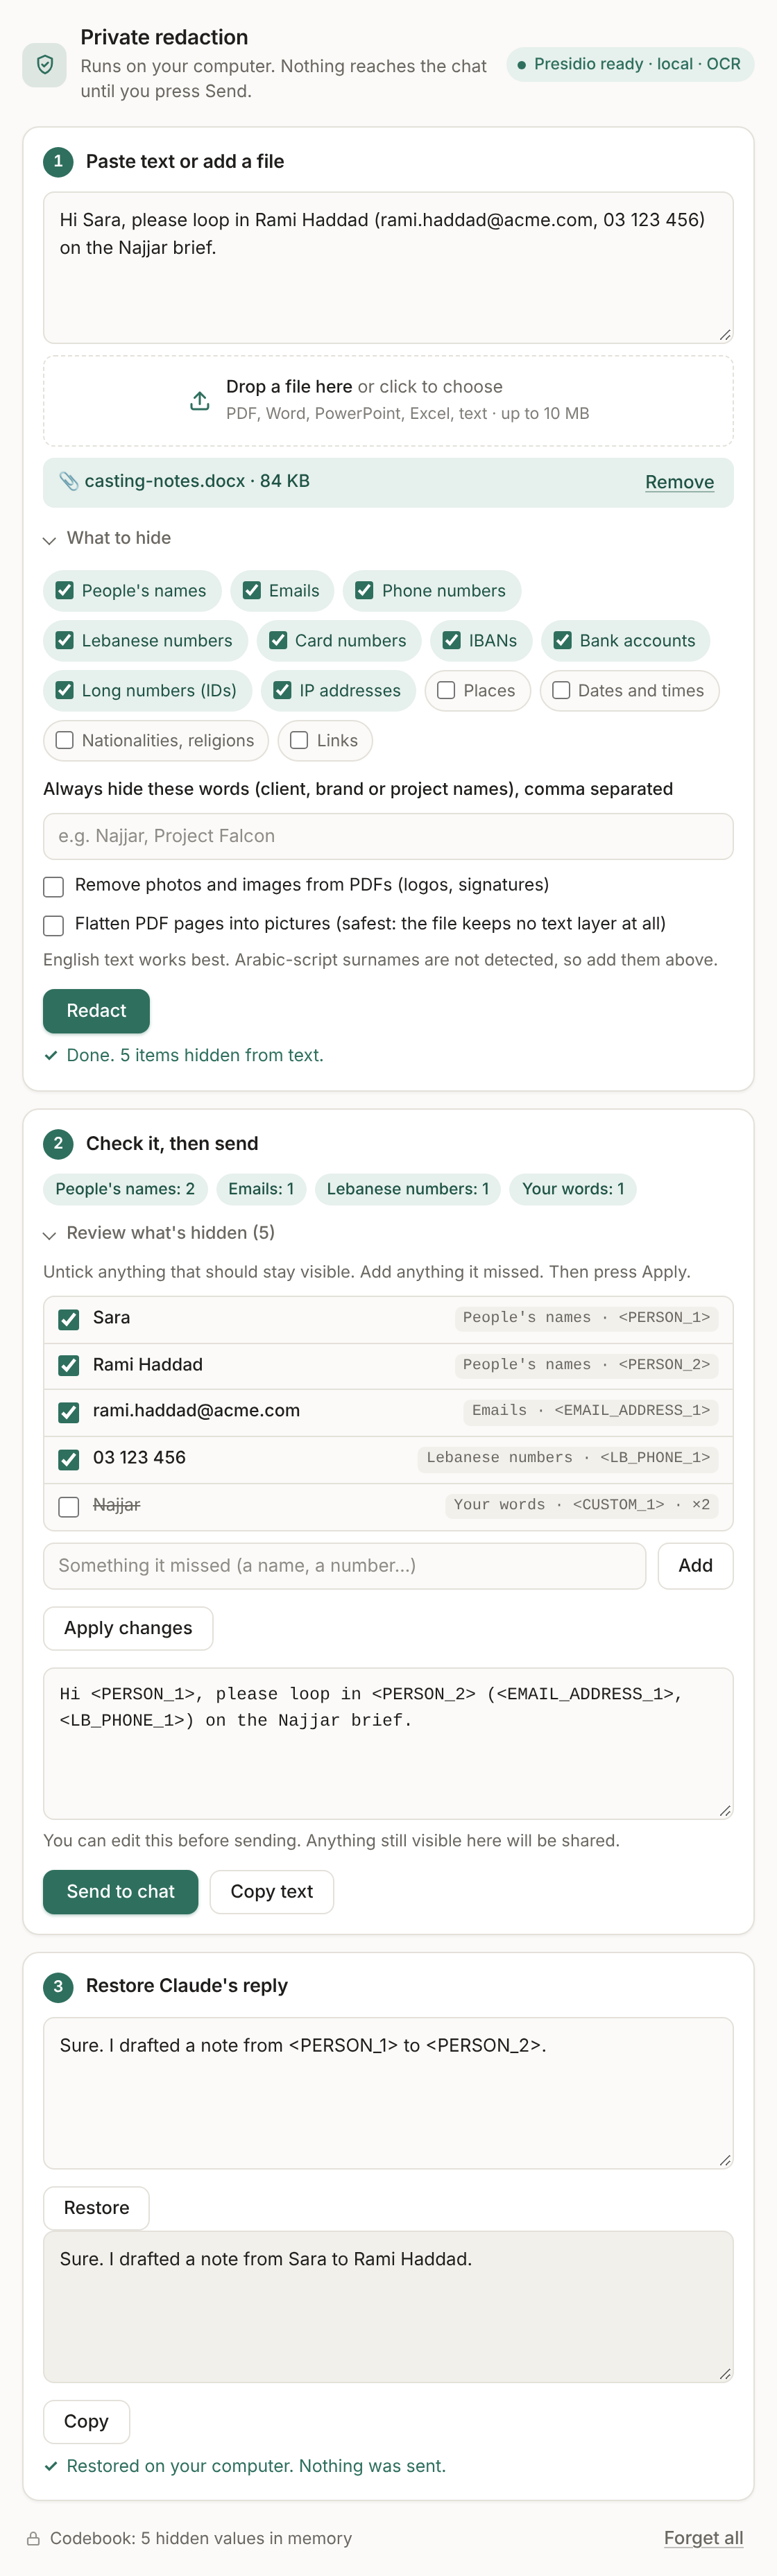 Private redaction
Runs on your computer. Nothing reaches the chat
until you press Send.
Presidio ready · local · OCR
1 Paste text or add a file
Hi Sara, please loop in Rami Haddad (rami.haddad@acme.com, 03 123 456)
on the Najjar brief.
Drop a file here or click to choose
PDF, Word, PowerPoint, Excel, text · up to 10 MB
casting-notes.docx · 84 KB Remove
What to hide
People's names Emails Phone numbers
Lebanese numbers Card numbers IBANs Bank accounts
Long numbers (IDs) IP addresses Places Dates and times
Nationalities, religions Links
Always hide these words (client, brand or project names), comma separated
e.g. Najjar, Project Falcon
Remove photos and images from PDFs (logos, signatures)
Flatten PDF pages into pictures (safest: the file keeps no text layer at all)
English text works best. Arabic-script surnames are not detected, so add them above.
Redact
✓ Done. 5 items hidden from text.
2 Check it, then send
People's names: 2 Emails: 1 Lebanese numbers: 1 Your words: 1
Review what's hidden (5)
Untick anything that should stay visible. Add anything it missed. Then press Apply.
Sara People's names · <PERSON_1>
Rami Haddad People's names · <PERSON_2>
rami.haddad@acme.com Emails · <EMAIL_ADDRESS_1>
03 123 456 Lebanese numbers · <LB_PHONE_1>
Najjar Your words · <CUSTOM_1> · ×2
Something it missed (a name, a number…) Add
Apply changes
Hi <PERSON_1>, please loop in <PERSON_2> (<EMAIL_ADDRESS_1>,
<LB_PHONE_1>) on the Najjar brief.
You can edit this before sending. Anything still visible here will be shared.
Send to chat Copy text
3 Restore Claude's reply
Sure. I drafted a note from <PERSON_1> to <PERSON_2>.
Restore
Sure. I drafted a note from Sara to Rami Haddad.
Copy
✓ Restored on your computer. Nothing was sent.
Codebook: 5 hidden values in memory Forget all